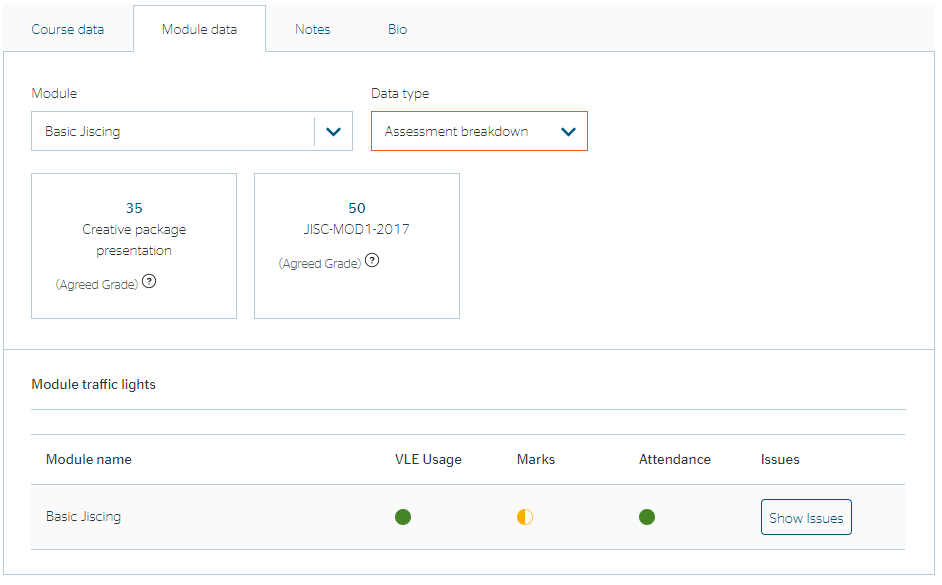 Course data
Module data
Notes
Bio
Module
Data type
Basic Jiscing
Assessment breakdown
35
Creative package
presentation
(Agreed Grade) ?
50
JISC-MOD1-2017
(Agreed Grade) ?
Module traffic lights
Module name VLE Usage Marks Attendance Issues
Basic Jiscing Show Issues